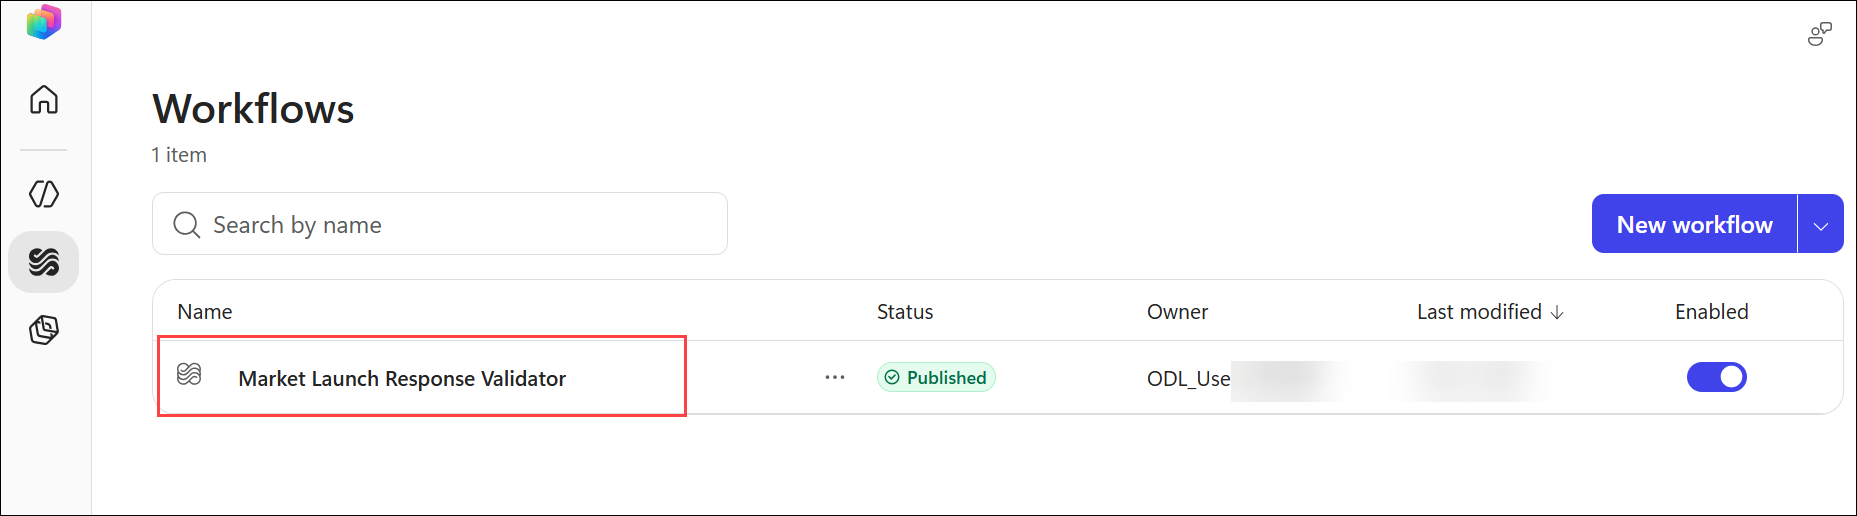 Workflows
1 item
Search by name
New workflow
Name Status Owner Last modified Enabled
Market Launch Response Validator ... Published ODL_Use